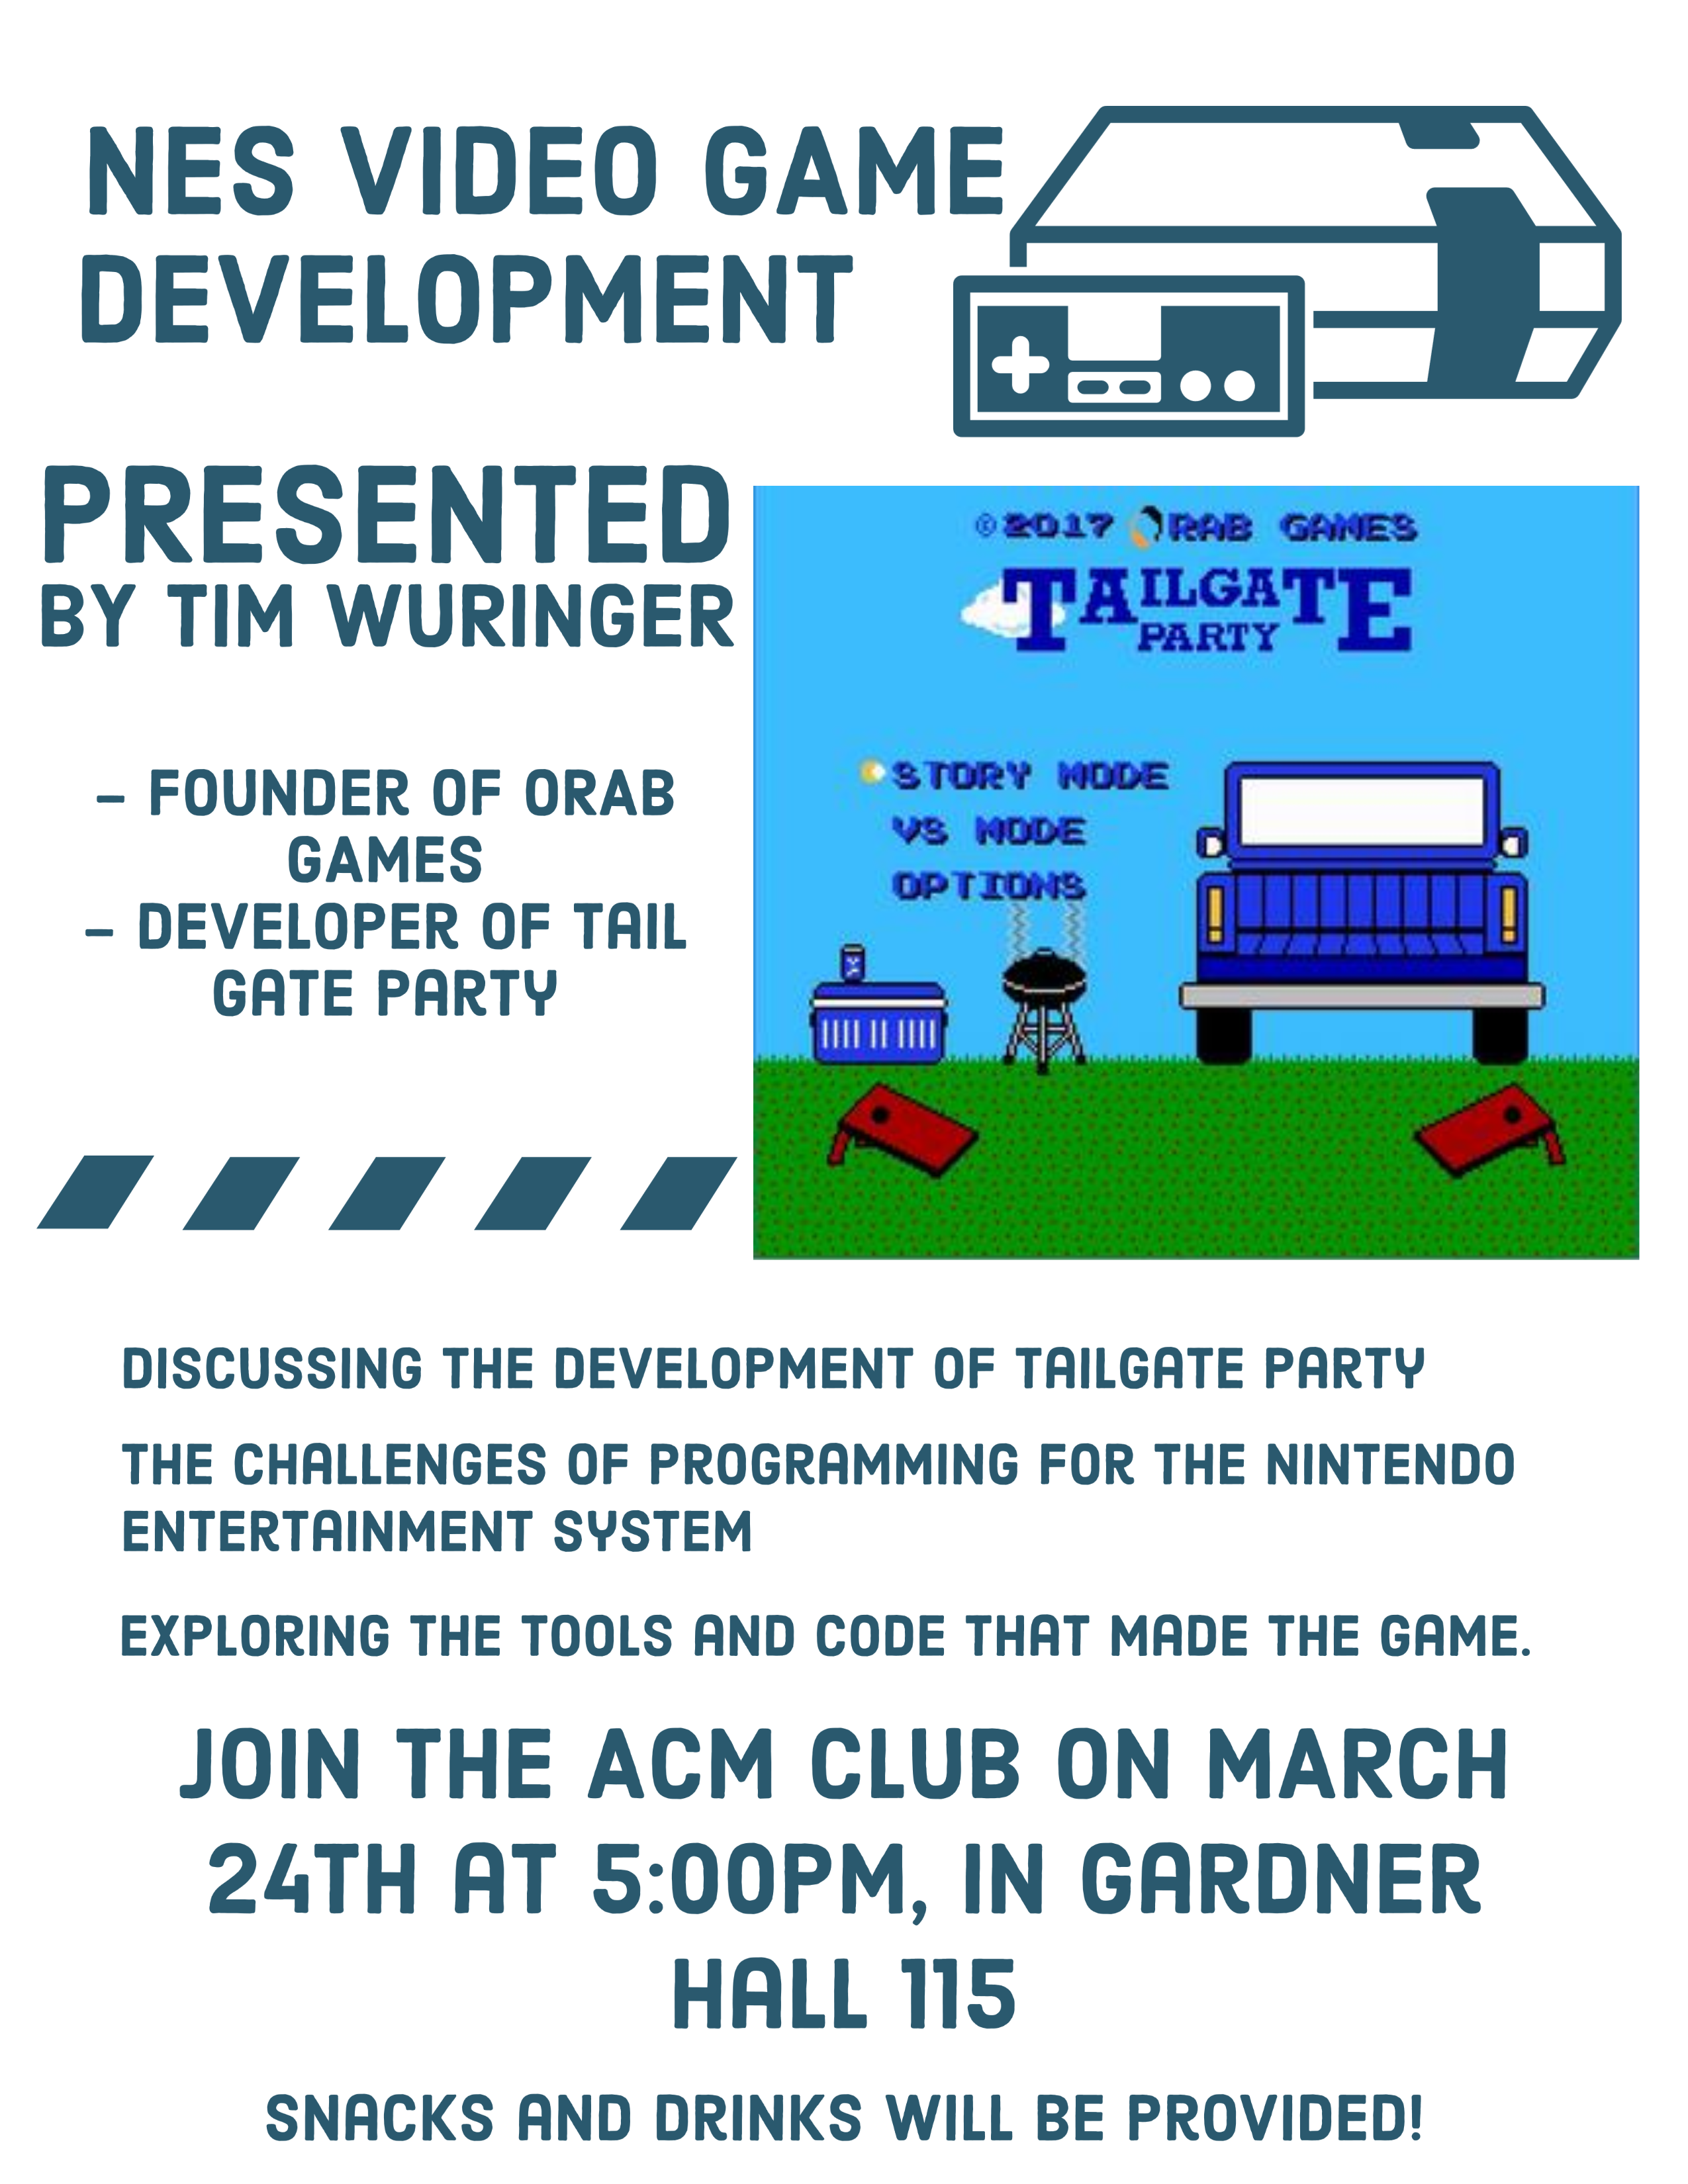 NES VIDEO GAME
DEVELOPMENT
PRESENTED
BY TIM WURINGER
- FOUNDER OF ORAB
GAMES
- DEVELOPER OF TAIL
GATE PARTY
©2017 ORAB GAMES
TAILGATE
PARTY
STORY MODE
VS MODE
OPTIONS
DISCUSSING THE DEVELOPMENT OF TAILGATE PARTY
THE CHALLENGES OF PROGRAMMING FOR THE NINTENDO
ENTERTAINMENT SYSTEM
EXPLORING THE TOOLS AND CODE THAT MADE THE GAME.
JOIN THE ACM CLUB ON MARCH
24TH AT 5:00PM, IN GARDNER
HALL 115
SNACKS AND DRINKS WILL BE PROVIDED!